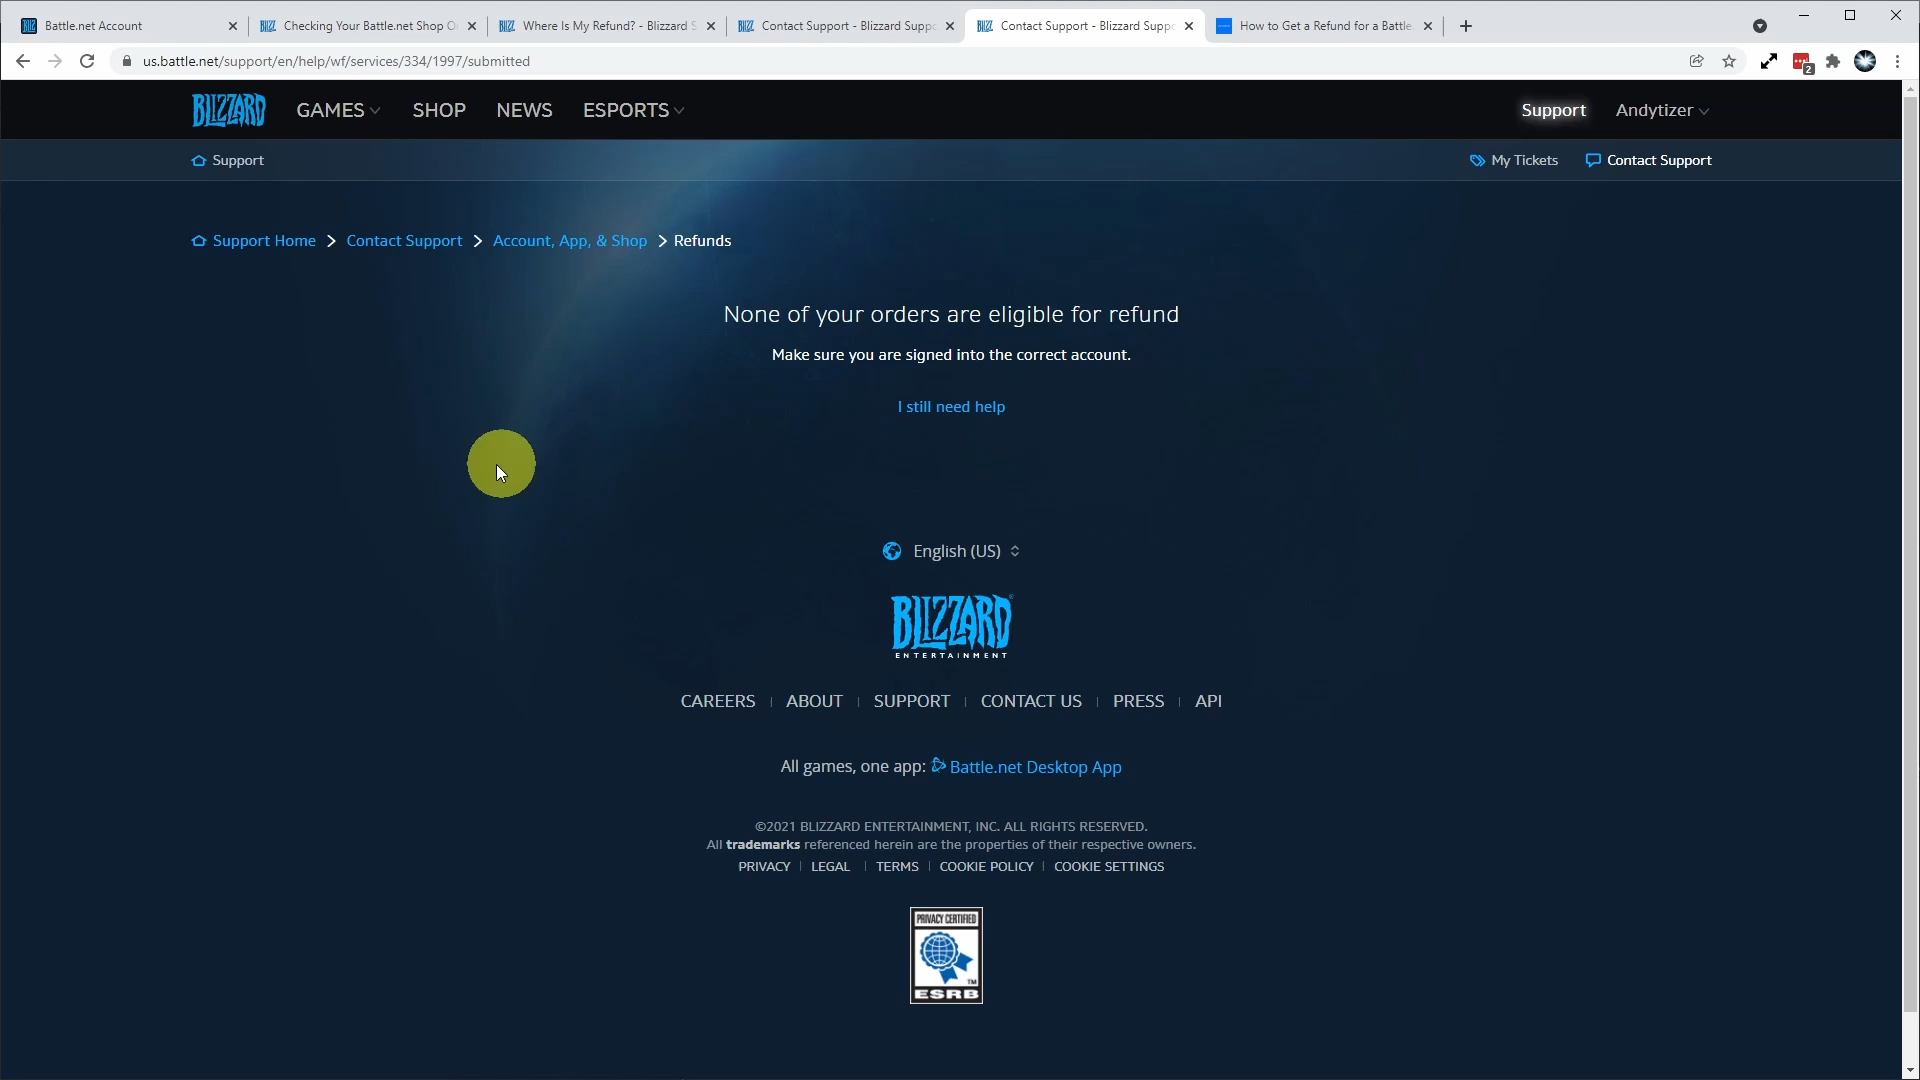 Battle.net Account
Checking Your Battle.net Shop O
Where Is My Refund? - Blizzard S
Contact Support - Blizzard Suppo
Contact Support - Blizzard Suppo
How to Get a Refund for a Battle.
us.battle.net/support/en/help/wf/services/334/1997/submitted
2
BLIZZARD
GAMES
SHOP
NEWS
ESPORTS
Support
Andytizer
Support
My Tickets
Contact Support
Support Home > Contact Support > Account, App, & Shop > Refunds
None of your orders are eligible for refund
Make sure you are signed into the correct account.
I still need help
English (US)
BLIZZARD
ENTERTAINMENT
CAREERS | ABOUT | SUPPORT | CONTACT US | PRESS | API
All games, one app: Battle.net Desktop App
©2021 BLIZZARD ENTERTAINMENT, INC. ALL RIGHTS RESERVED.
All trademarks referenced herein are the properties of their respective owners.
PRIVACY | LEGAL | TERMS | COOKIE POLICY | COOKIE SETTINGS
PRIVACY CERTIFIED
TM
ESRB